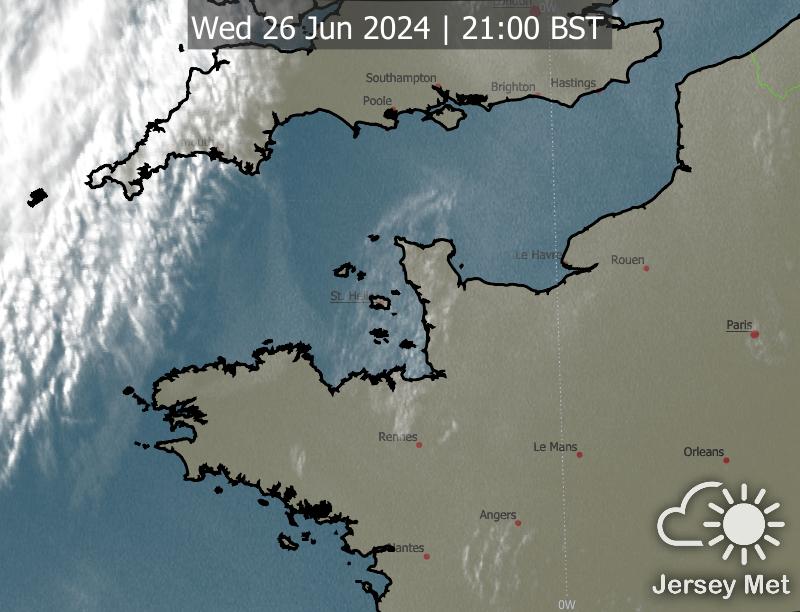 Wed 26 Jun 2024 | 21:00 BST
Southampton
Brighton
Hastings
Poole
Le Havre
Rouen
St. Helier
Paris
Rennes
Le Mans
Orleans
Angers
Nantes
0W
Jersey Met